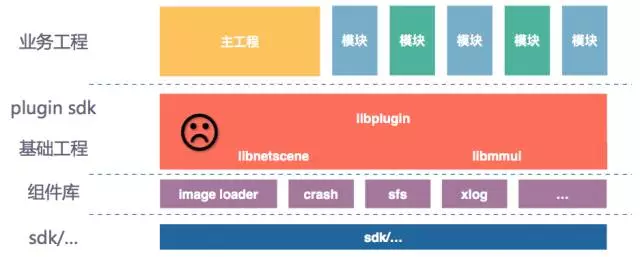 业务工程
主工程
模块
模块
模块
模块
模块
plugin sdk
libplugin
基础工程
libnetscene
libmmui
组件库
image loader
crash
sfs
xlog
...
sdk/...
sdk/...